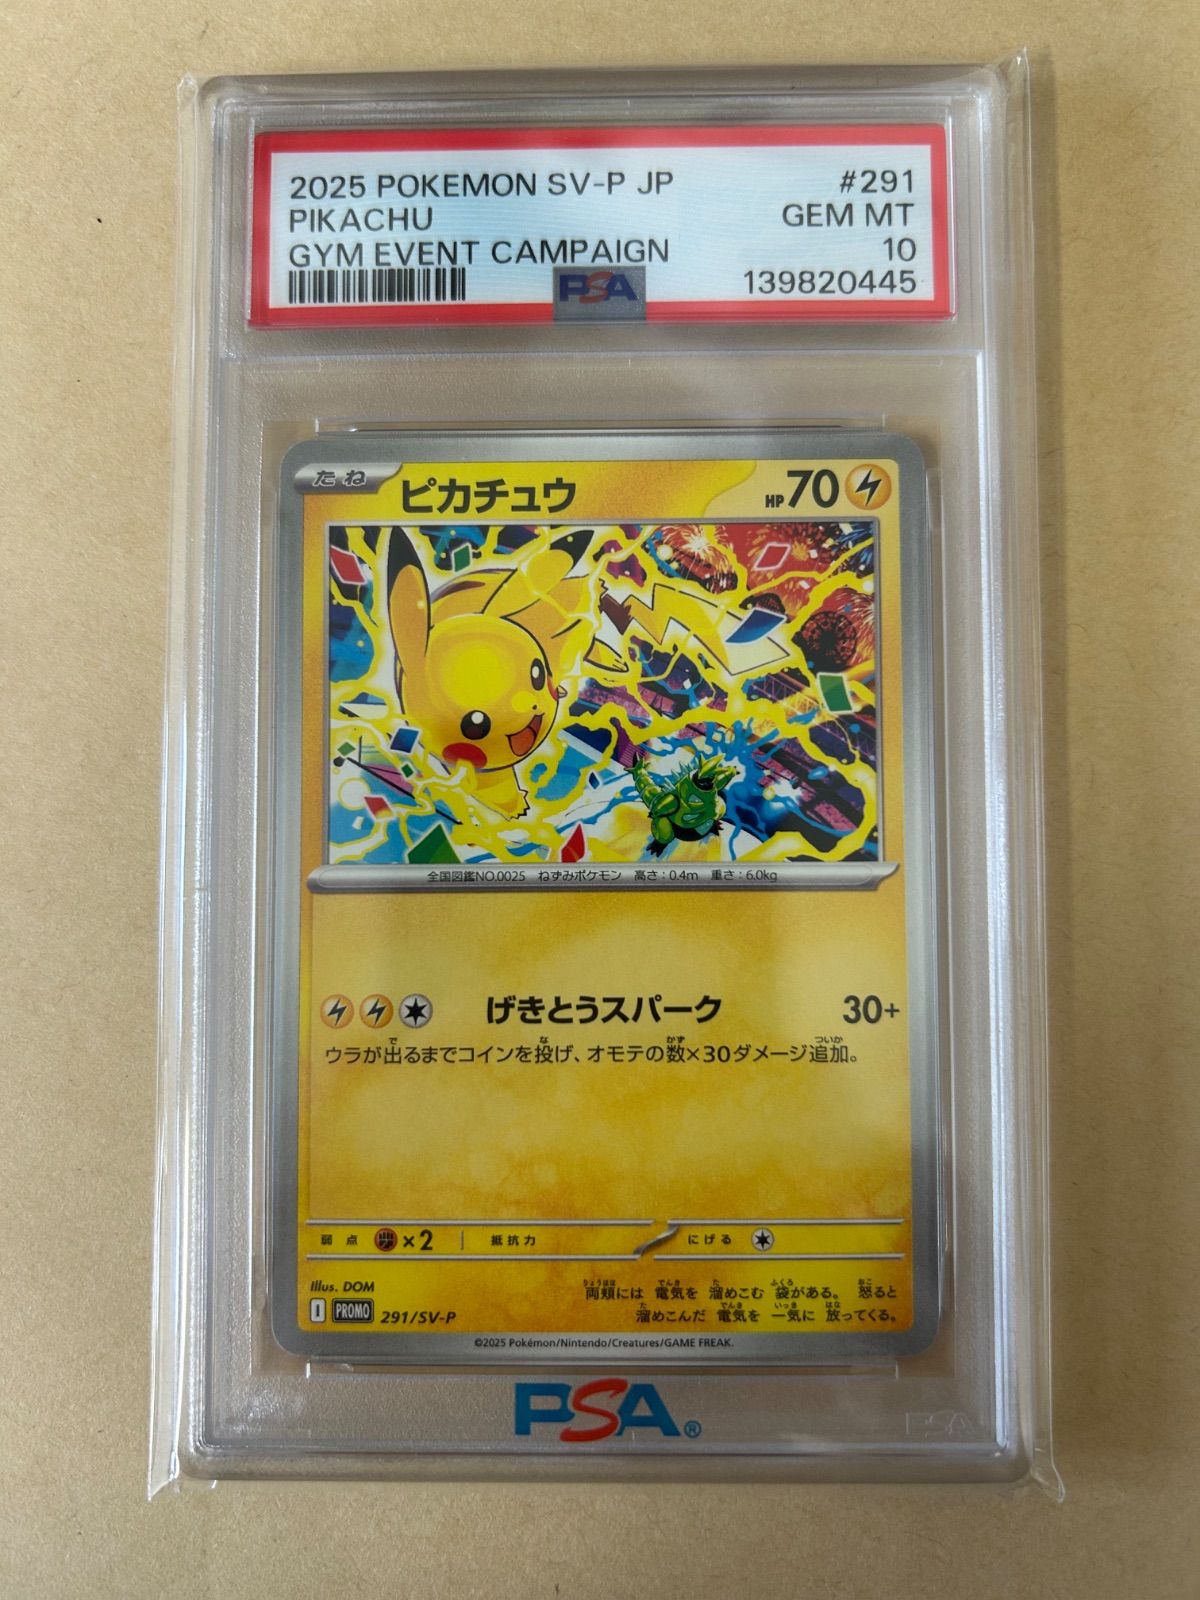 2025 POKEMON SV-P JP #291
PIKACHU GEM MT
GYM EVENT CAMPAIGN 10
139820445
PSA
たね ピカチュウ HP70
全国図鑑NO.0025 ねずみポケモン 高さ:0.4m 重さ:6.0kg
げきとうスパーク 30+
ウラが出るまでコインを投げ、オモテの数×30ダメージ追加。
弱点 ×2 抵抗力 にげる
Illus. DOM
両頬には 電気を 溜めこむ 袋がある。 怒ると
溜めこんだ 電気を 一気に 放ってくる。
I PROMO 291/SV-P
©2025 Pokémon/Nintendo/Creatures/GAME FREAK.
PSA®
PSA